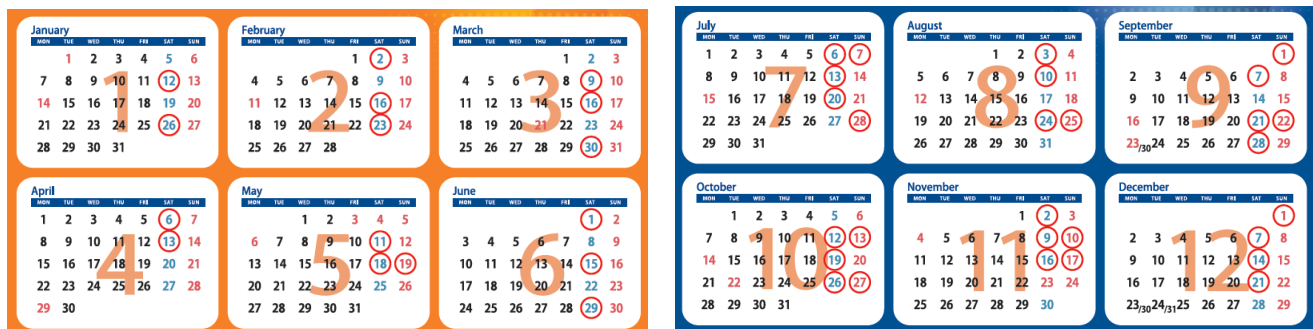 January
MON TUE WED THU FRI SAT SUN
1 2 3 4 5 6
7 8 9 10 11 12 13
14 15 16 17 18 19 20
21 22 23 24 25 26 27
28 29 30 31
1
February
MON TUE WED THU FRI SAT SUN
1 2 3
4 5 6 7 8 9 10
11 12 13 14 15 16 17
18 19 20 21 22 23 24
25 26 27 28
2
March
MON TUE WED THU FRI SAT SUN
1 2 3
4 5 6 7 8 9 10
11 12 13 14 15 16 17
18 19 20 21 22 23 24
25 26 27 28 29 30 31
3
April
MON TUE WED THU FRI SAT SUN
1 2 3 4 5 6 7
8 9 10 11 12 13 14
15 16 17 18 19 20 21
22 23 24 25 26 27 28
29 30
4
May
MON TUE WED THU FRI SAT SUN
1 2 3 4 5
6 7 8 9 10 11 12
13 14 15 16 17 18 19
20 21 22 23 24 25 26
27 28 29 30 31
5
June
MON TUE WED THU FRI SAT SUN
1 2
3 4 5 6 7 8 9
10 11 12 13 14 15 16
17 18 19 20 21 22 23
24 25 26 27 28 29 30
6
July
MON TUE WED THU FRI SAT SUN
1 2 3 4 5 6 7
8 9 10 11 12 13 14
15 16 17 18 19 20 21
22 23 24 25 26 27 28
29 30 31
7
August
MON TUE WED THU FRI SAT SUN
1 2 3 4
5 6 7 8 9 10 11
12 13 14 15 16 17 18
19 20 21 22 23 24 25
26 27 28 29 30 31
8
September
MON TUE WED THU FRI SAT SUN
1
2 3 4 5 6 7 8
9 10 11 12 13 14 15
16 17 18 19 20 21 22
23/30 24 25 26 27 28 29
9
October
MON TUE WED THU FRI SAT SUN
1 2 3 4 5 6
7 8 9 10 11 12 13
14 15 16 17 18 19 20
21 22 23 24 25 26 27
28 29 30 31
10
November
MON TUE WED THU FRI SAT SUN
1 2 3
4 5 6 7 8 9 10
11 12 13 14 15 16 17
18 19 20 21 22 23 24
25 26 27 28 29 30
11
December
MON TUE WED THU FRI SAT SUN
1
2 3 4 5 6 7 8
9 10 11 12 13 14 15
16 17 18 19 20 21 22
23/30 24/31 25 26 27 28 29
12